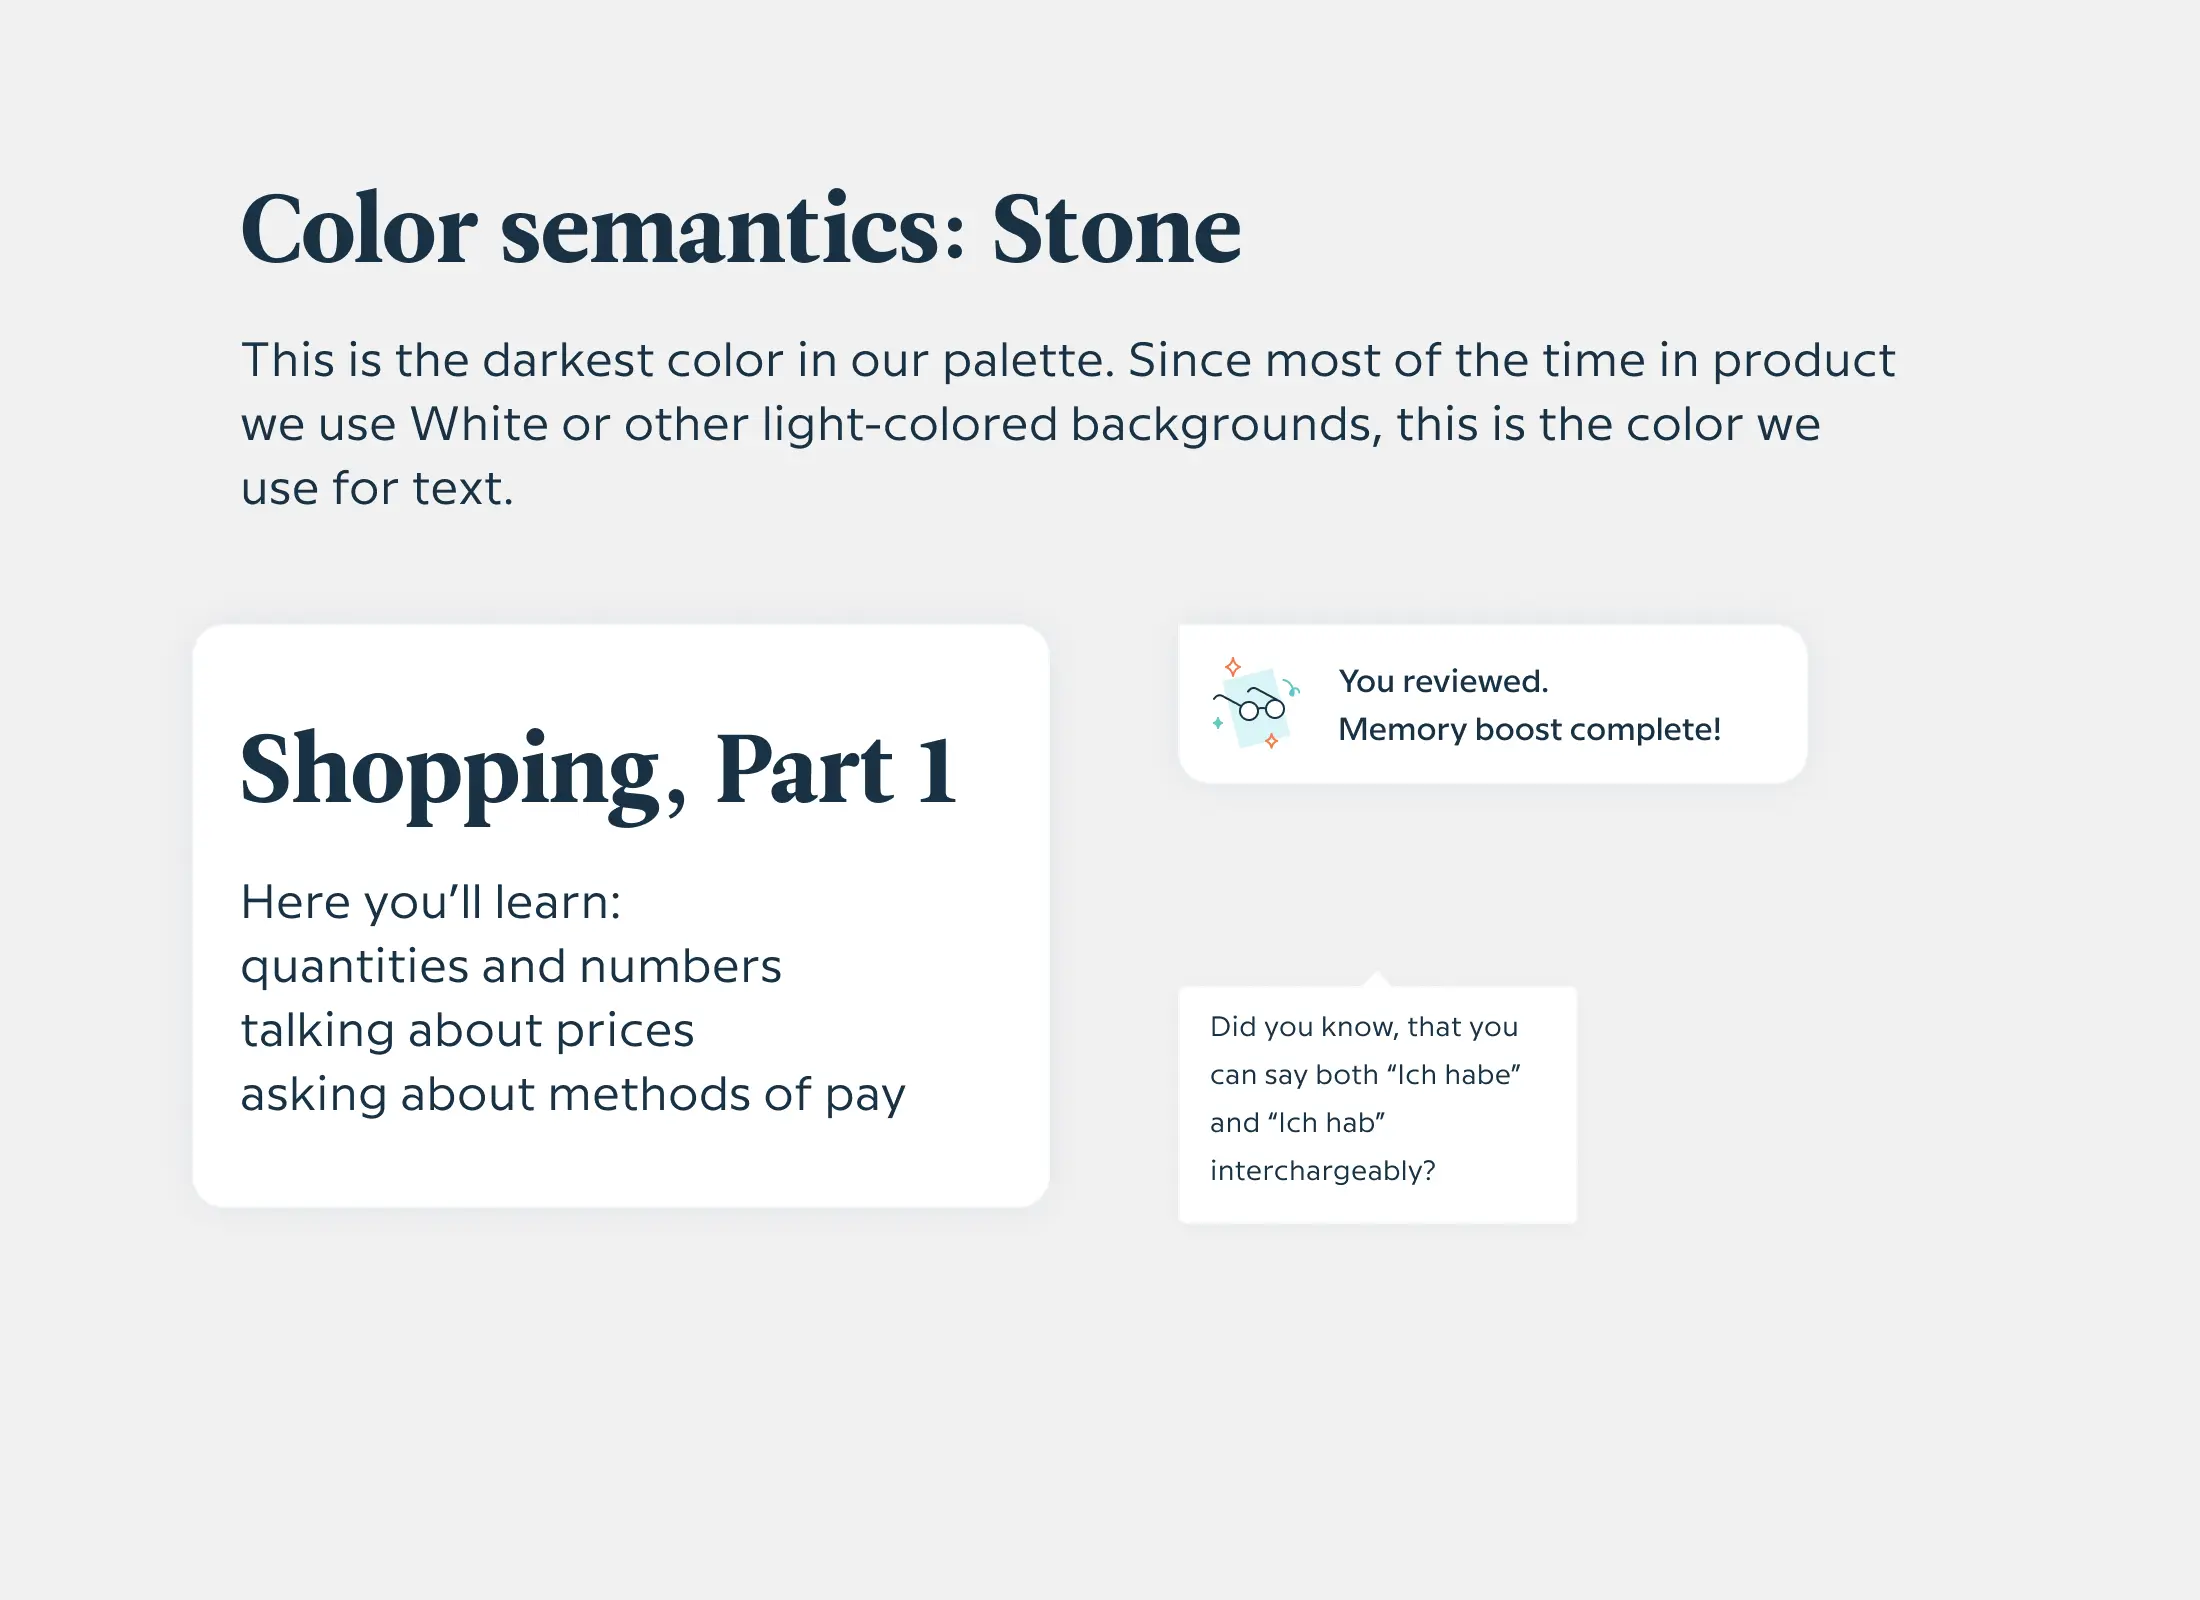 Color semantics: Stone
This is the darkest color in our palette. Since most of the time in product
we use White or other light-colored backgrounds, this is the color we
use for text.
Shopping, Part 1
Here you’ll learn:
quantities and numbers
talking about prices
asking about methods of pay
You reviewed.
Memory boost complete!
Did you know, that you
can say both “Ich habe”
and “Ich hab”
interchargeably?